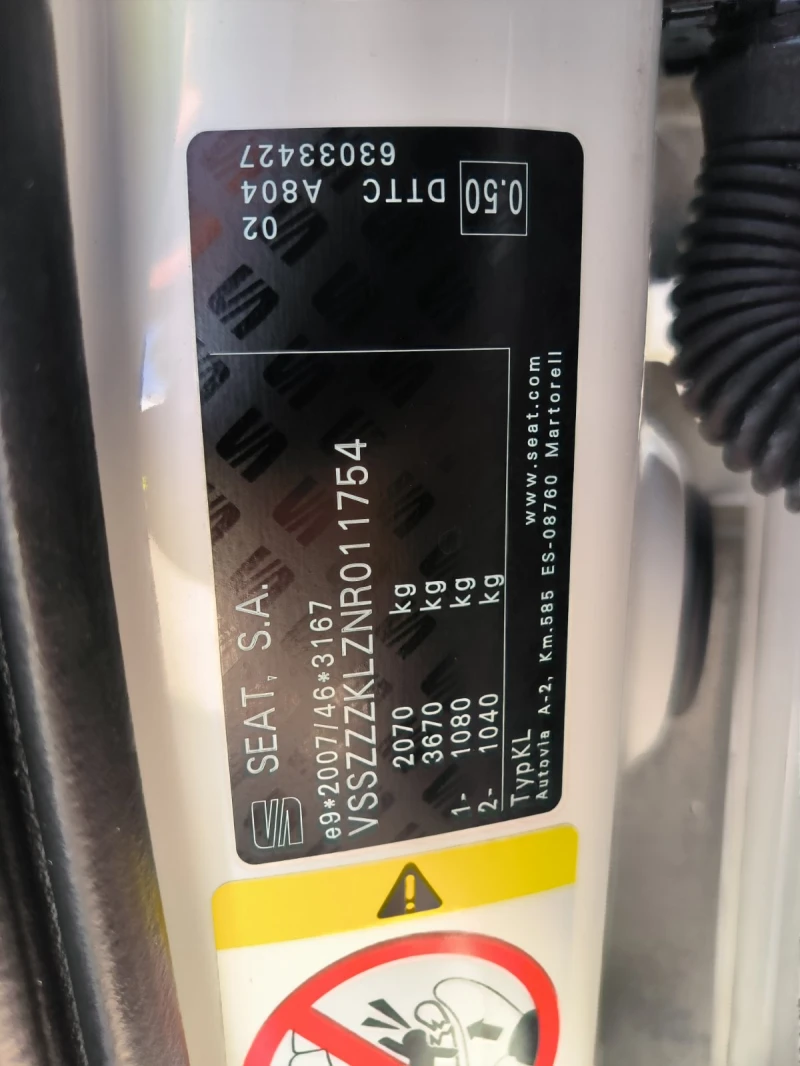 SEAT, S.A.
e9*2007/46*3167
VSSZZZKLZNR011754
2070 kg
3670 kg
1- 1080 kg
2- 1040 kg
TypKL
www.seat.com
Autovia A-2, Km.585 ES-08760 Martorell
63033427
A804 DTTC 0.50
02